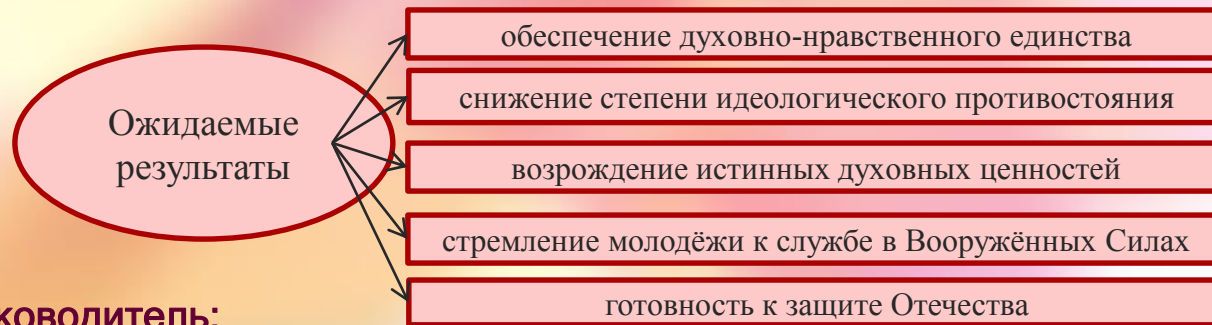 обеспечение духовно-нравственного единства
снижение степени идеологического противостояния
Ожидаемые
результаты
возрождение истинных духовных ценностей
стремление молодёжи к службе в Вооружённых Силах
готовность к защите Отечества